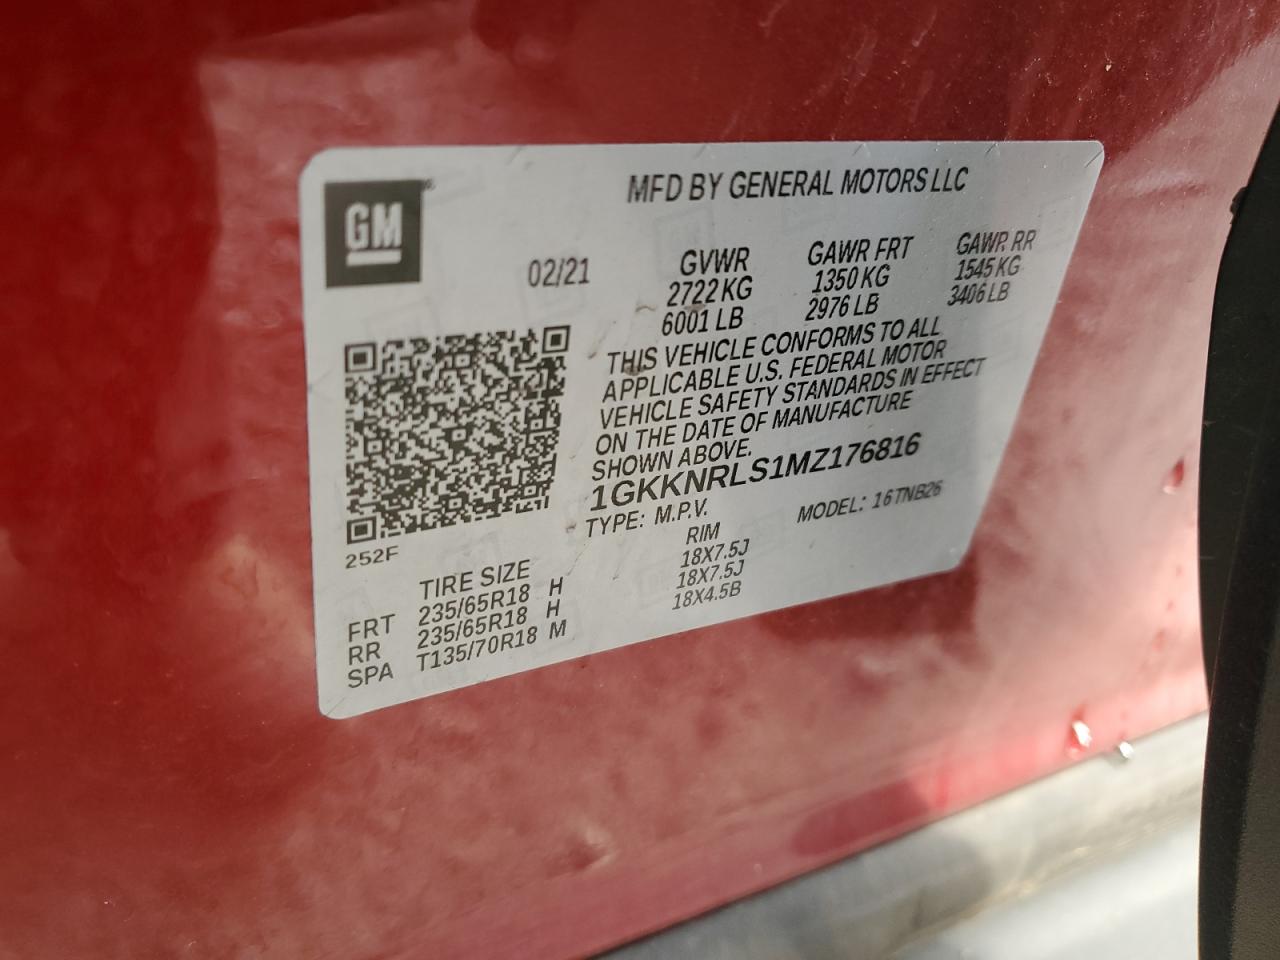 GM
MFD BY GENERAL MOTORS LLC
02/21
GVWR GAWR FRT GAWR RR
2722 KG 1350 KG 1545 KG
6001 LB 2976 LB 3406 LB
THIS VEHICLE CONFORMS TO ALL
APPLICABLE U.S. FEDERAL MOTOR
VEHICLE SAFETY STANDARDS IN EFFECT
ON THE DATE OF MANUFACTURE
SHOWN ABOVE.
1GKKNRLS1MZ176816
TYPE: M.P.V. MODEL: 16TNB26
252F
TIRE SIZE RIM
FRT 235/65R18 H 18X7.5J
RR 235/65R18 H 18X7.5J
SPA T135/70R18 M 18X4.5B